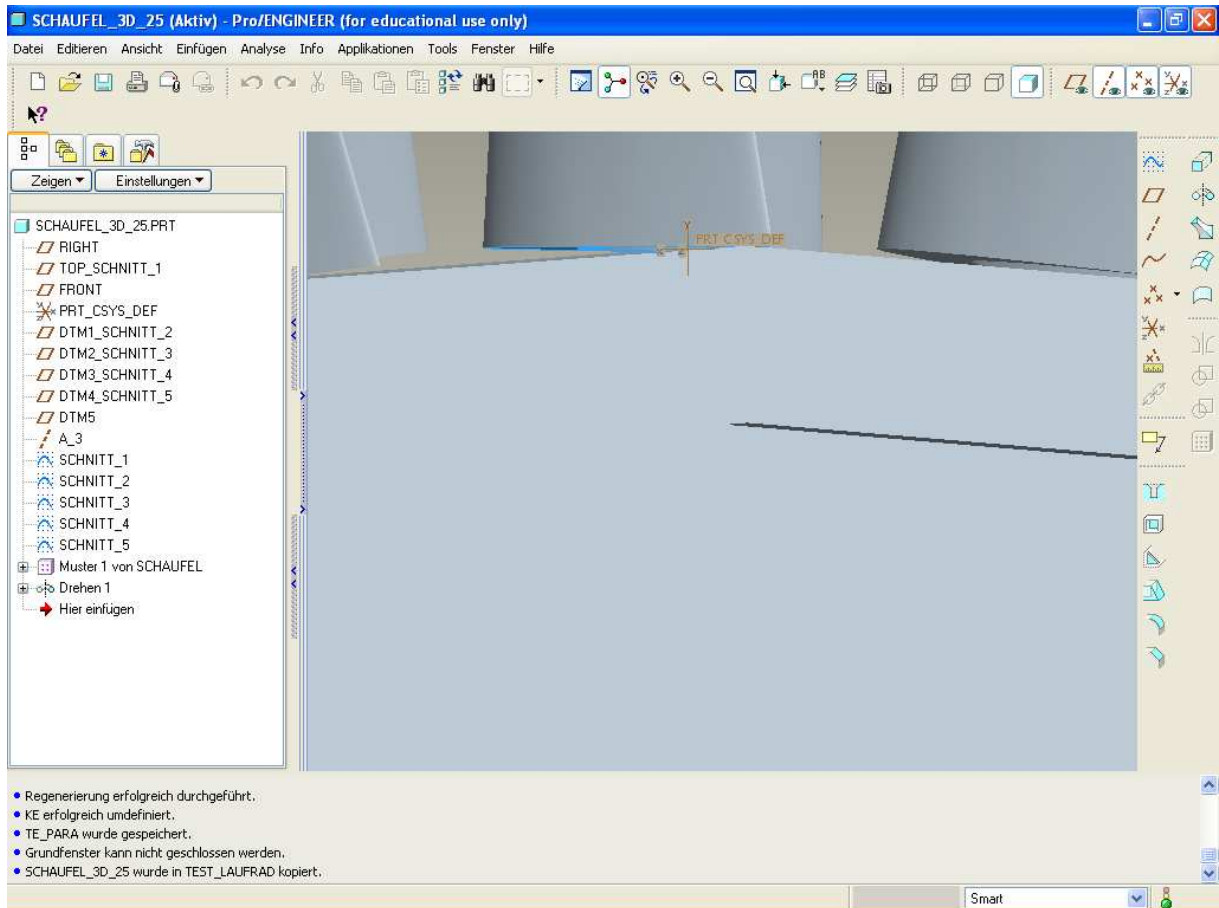 SCHAUFEL_3D_25 (Aktiv) - Pro/ENGINEER (for educational use only)
Datei Editieren Ansicht Einfügen Analyse Info Applikationen Tools Fenster Hilfe
Zeigen Einstellungen
SCHAUFEL_3D_25.PRT
RIGHT
TOP_SCHNITT_1
FRONT
PRT_CSYS_DEF
DTM1_SCHNITT_2
DTM2_SCHNITT_3
DTM3_SCHNITT_4
DTM4_SCHNITT_5
DTM5
A_3
SCHNITT_1
SCHNITT_2
SCHNITT_3
SCHNITT_4
SCHNITT_5
Muster 1 von SCHAUFEL
Drehen 1
Hier einfügen
Y
PRT_CSYS_DEF
Regenerierung erfolgreich durchgeführt.
KE erfolgreich umdefiniert.
TE_PARA wurde gespeichert.
Grundfenster kann nicht geschlossen werden.
SCHAUFEL_3D_25 wurde in TEST_LAUFRAD kopiert.
Smart